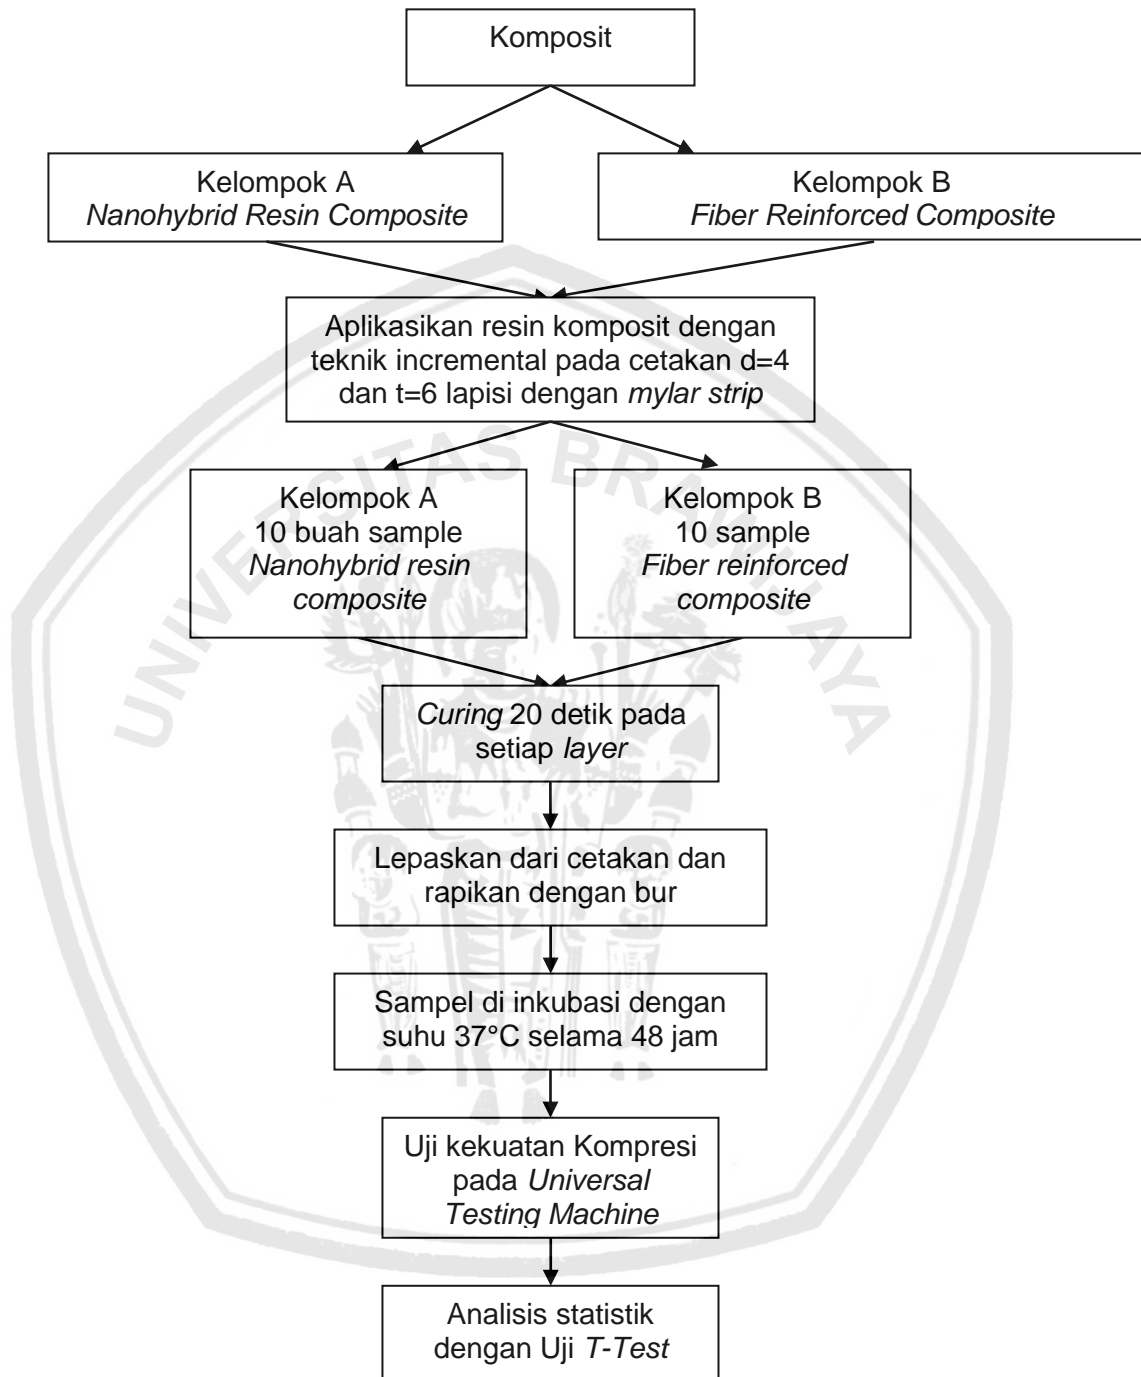 Komposit
Kelompok A
Nanohybrid Resin Composite
Kelompok B
Fiber Reinforced Composite
Aplikasikan resin komposit dengan
teknik incremental pada cetakan d=4
dan t=6 lapisi dengan mylar strip
UNIVERSITAS BRAWIJAYA
Kelompok A
10 buah sample
Nanohybrid resin
composite
Kelompok B
10 sample
Fiber reinforced
composite
Curing 20 detik pada
setiap layer
Lepaskan dari cetakan dan
rapikan dengan bur
Sampel di inkubasi dengan
suhu 37°C selama 48 jam
Uji kekuatan Kompresi
pada Universal
Testing Machine
Analisis statistik
dengan Uji T-Test